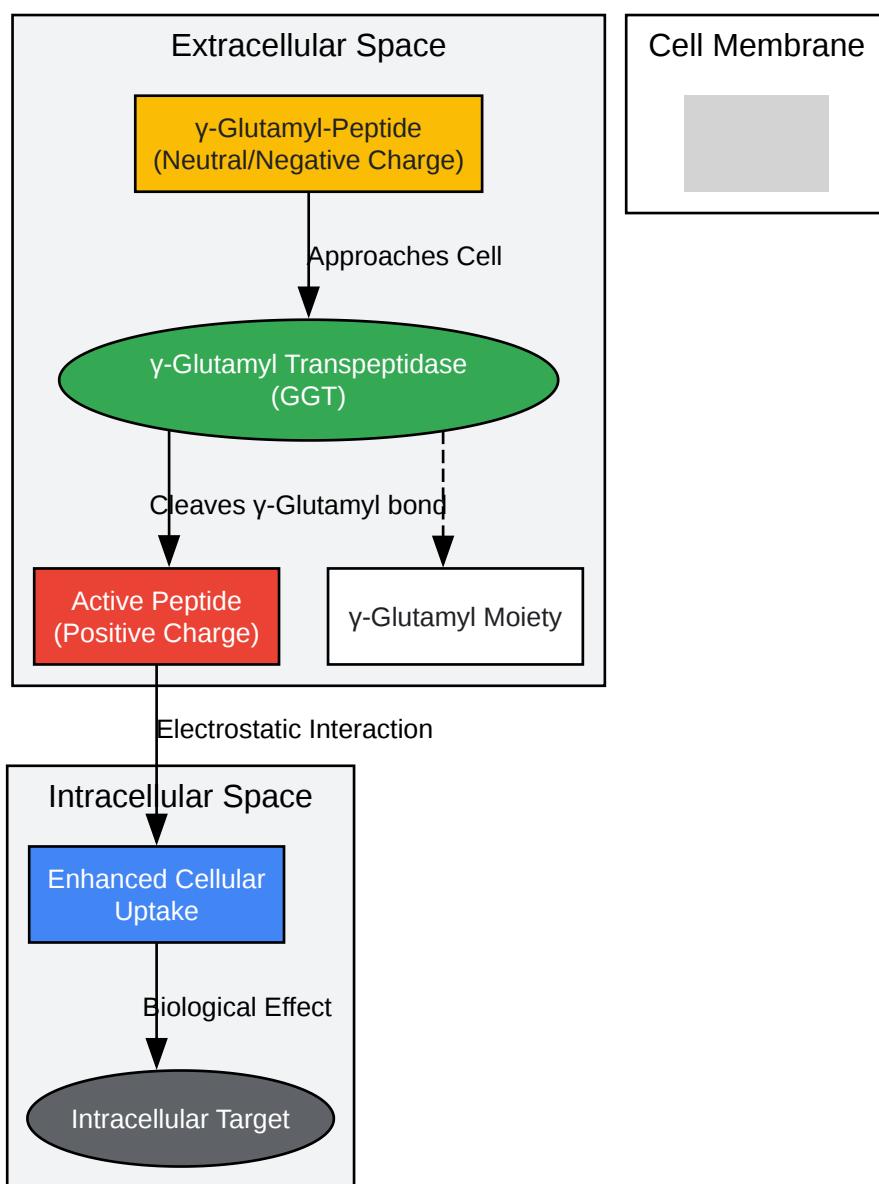 Extracellular Space
Cell Membrane
γ-Glutamyl-Peptide
(Neutral/Negative Charge)
Approaches Cell
γ-Glutamyl Transpeptidase
(GGT)
Cleaves γ-Glutamyl bond
Active Peptide
(Positive Charge)
γ-Glutamyl Moiety
Electrostatic Interaction
Intracellular Space
Enhanced Cellular
Uptake
Biological Effect
Intracellular Target